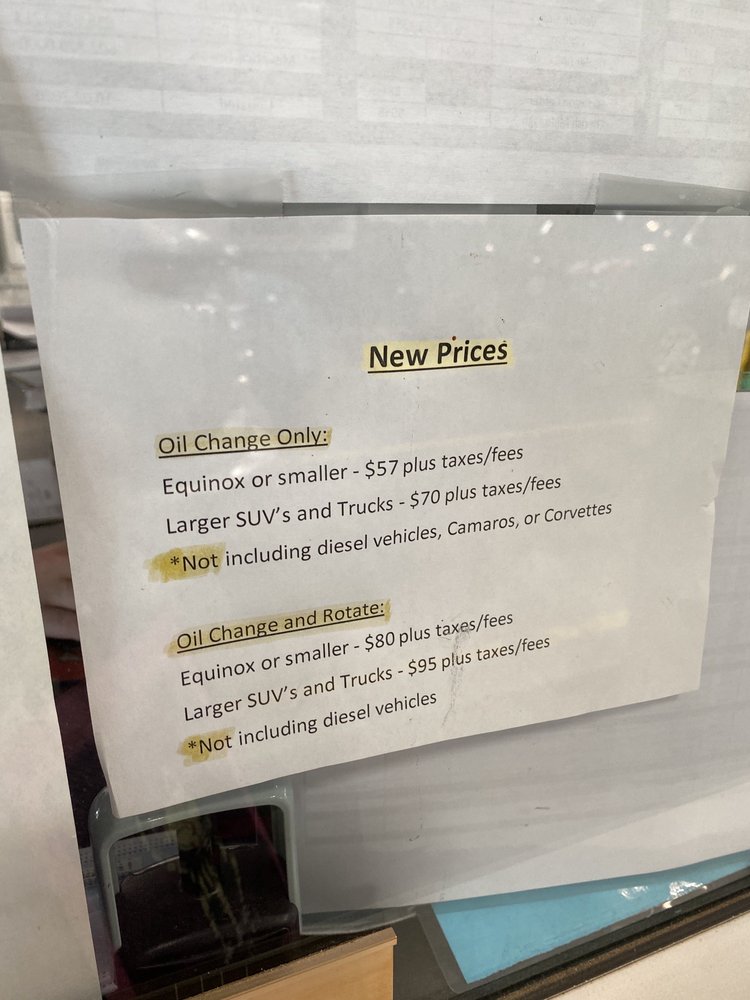 New Prices
Oil Change Only:
Equinox or smaller - $57 plus taxes/fees
Larger SUV's and Trucks - $70 plus taxes/fees
*Not including diesel vehicles, Camaros, or Corvettes
Oil Change and Rotate:
Equinox or smaller - $80 plus taxes/fees
Larger SUV's and Trucks - $95 plus taxes/fees
*Not including diesel vehicles